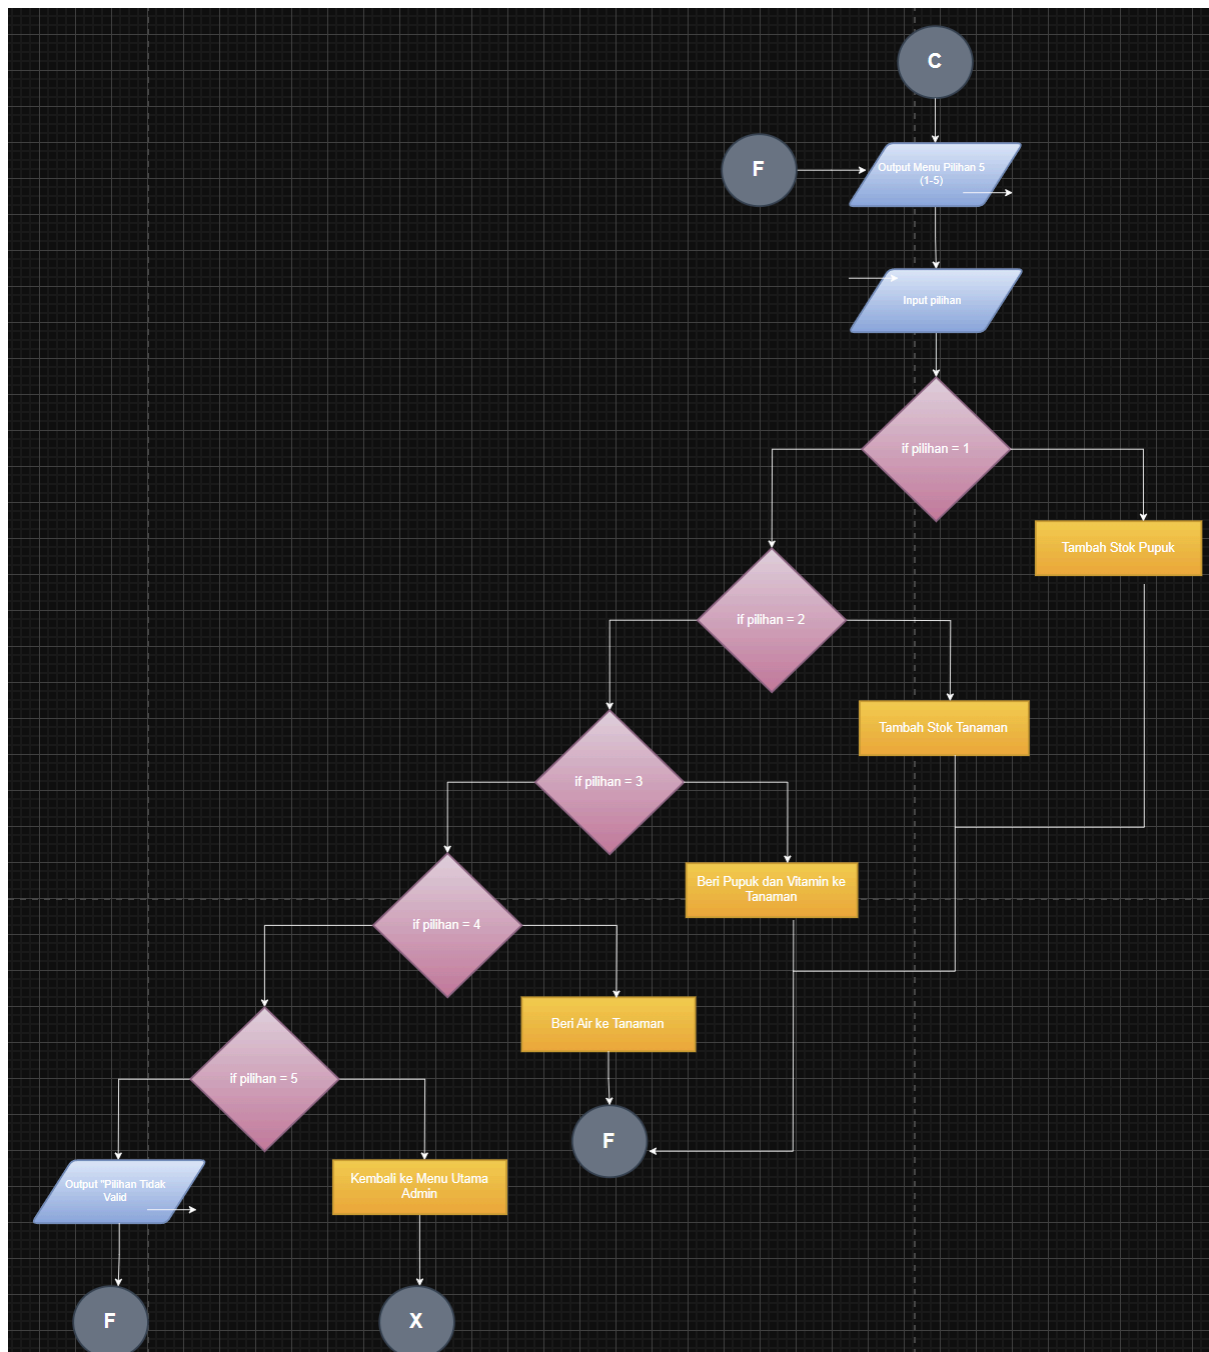 C
F
Output Menu Pilihan 5
(1-5)
Input pilihan
if pilihan = 1
Tambah Stok Pupuk
if pilihan = 2
Tambah Stok Tanaman
if pilihan = 3
Beri Pupuk dan Vitamin ke
Tanaman
if pilihan = 4
Beri Air ke Tanaman
if pilihan = 5
F
Output "Pilihan Tidak
Valid
Kembali ke Menu Utama
Admin
F
X